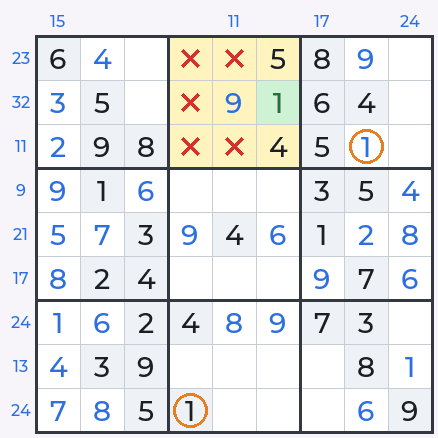 15 11 17 24
23 6 4 × × 5 8 9
32 3 5 × 9 1 6 4
11 2 9 8 × × 4 5 1
9 9 1 6 3 5 4
21 5 7 3 9 4 6 1 2 8
17 8 2 4 9 7 6
24 1 6 2 4 8 9 7 3
13 4 3 9 8 1
24 7 8 5 1 6 9